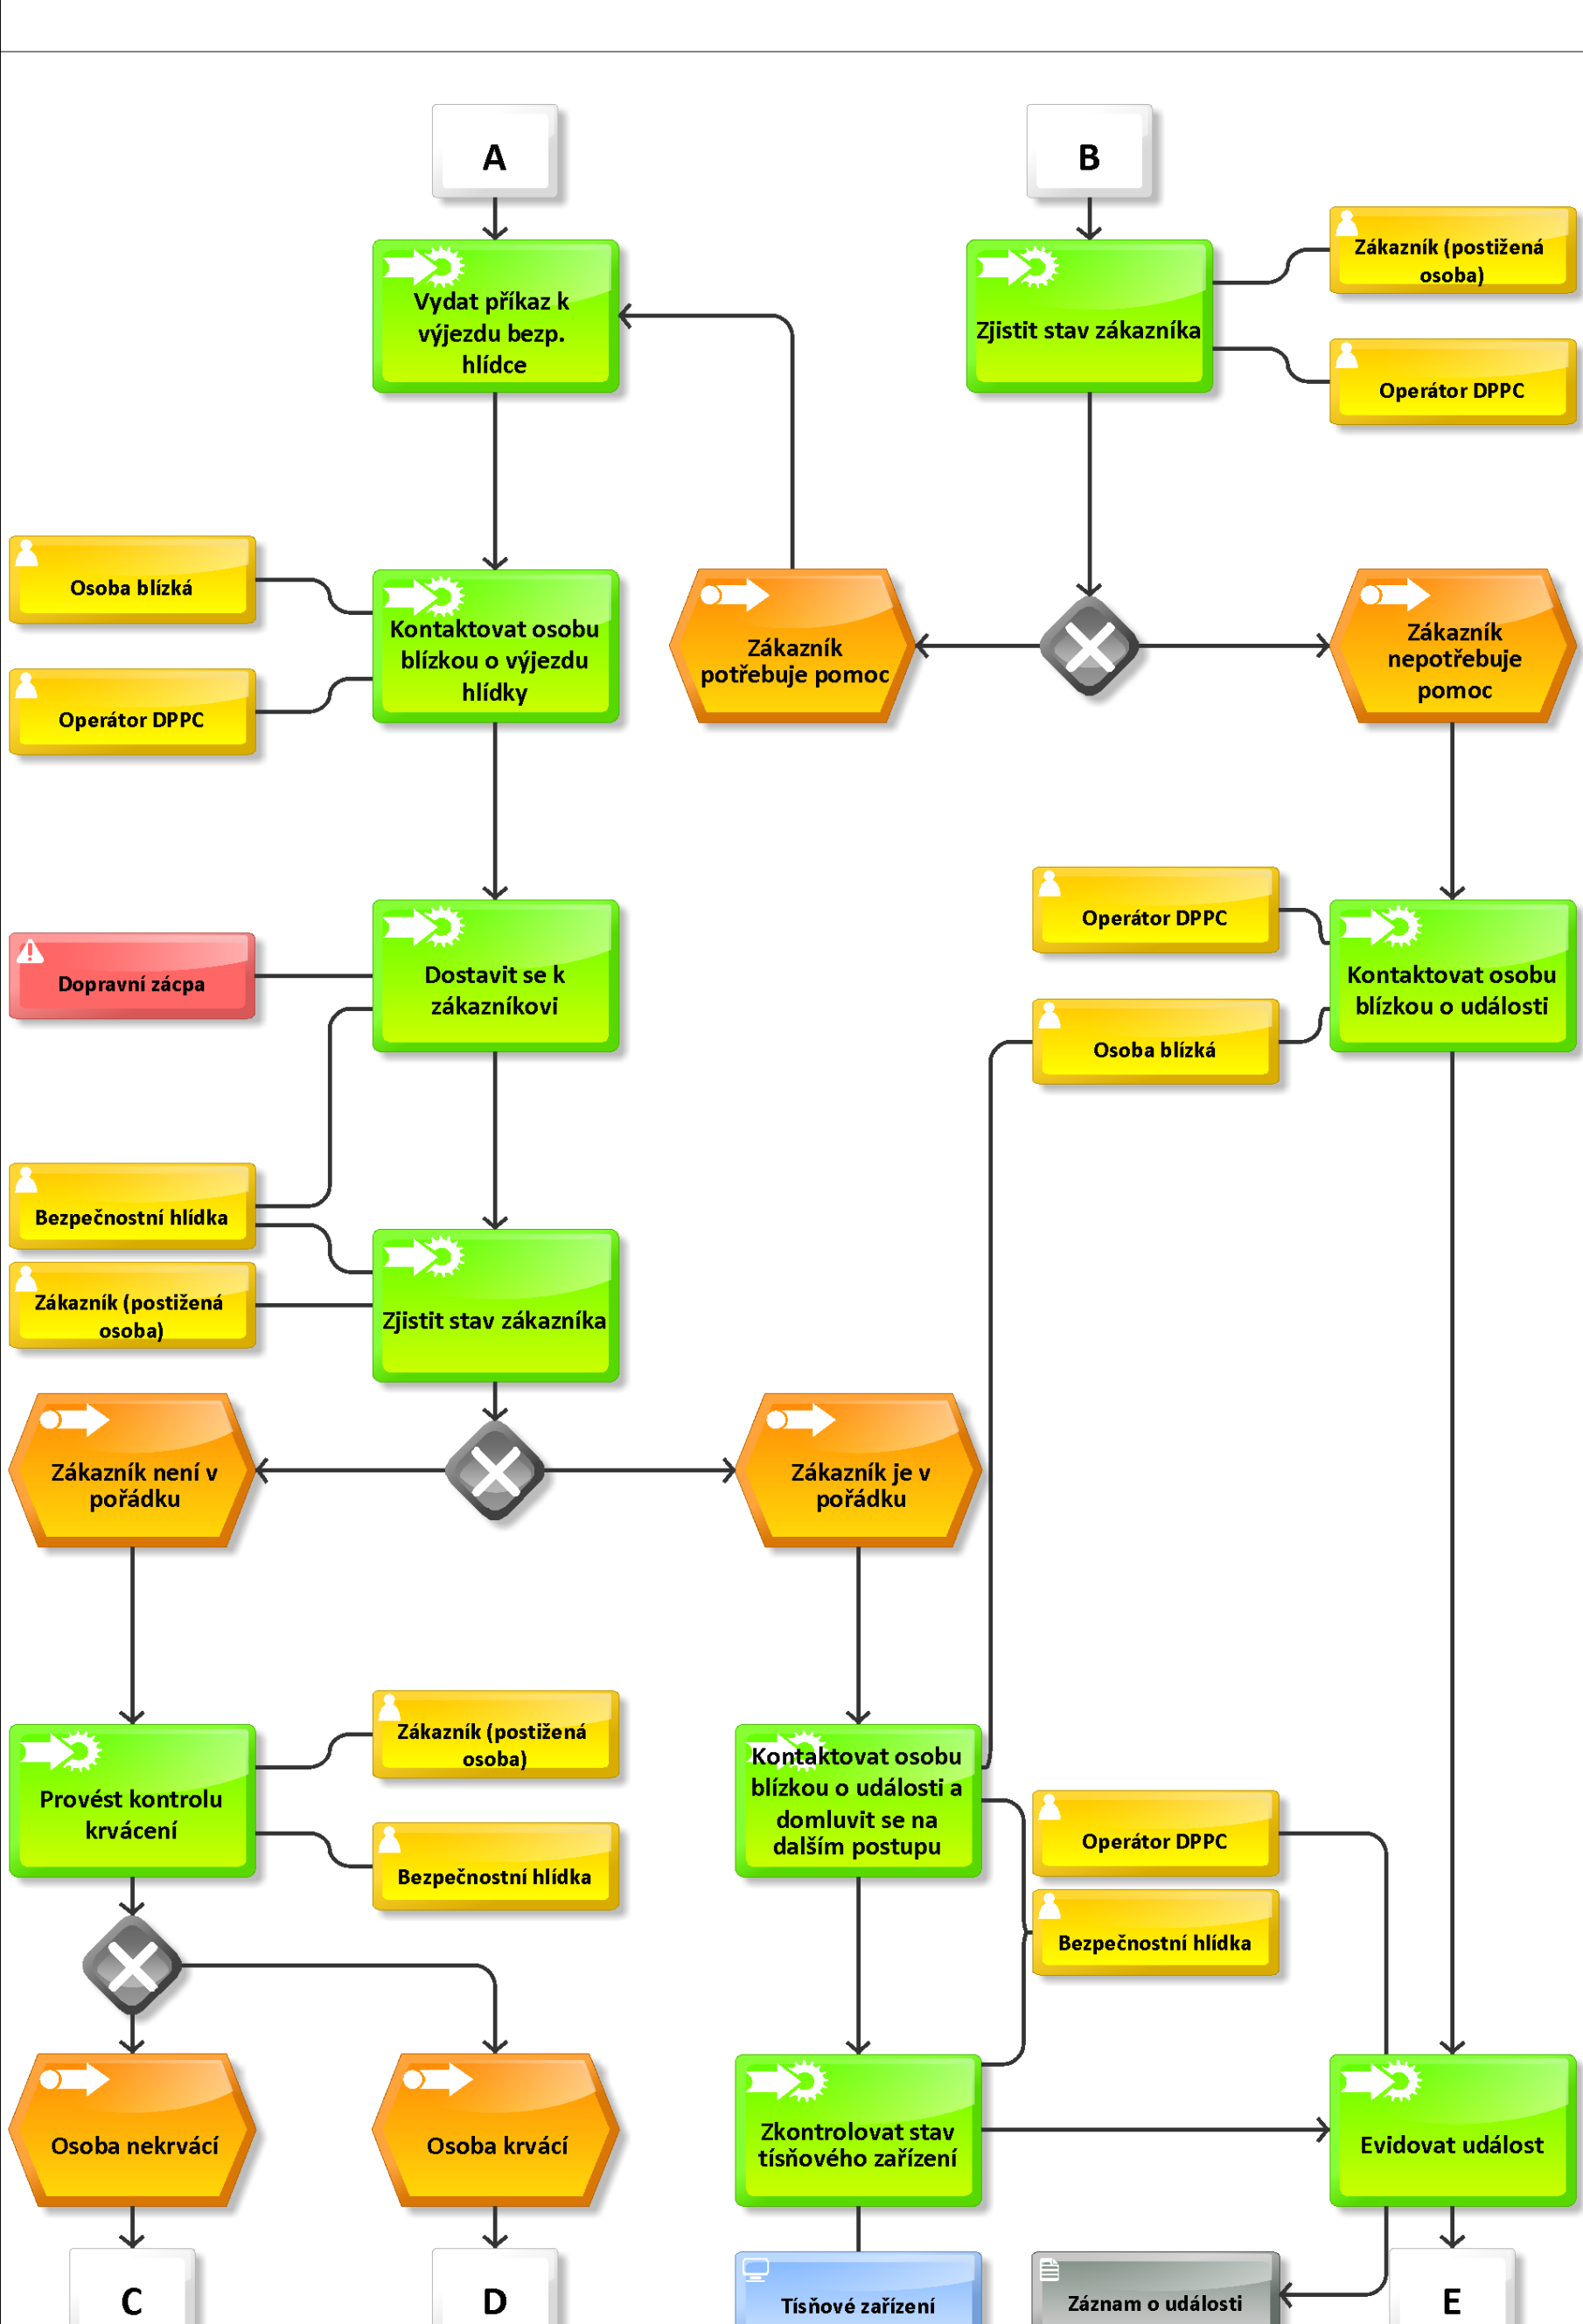 A
B
Vydat příkaz k
výjezdu bezp.
hlídce
Zjistit stav zákazníka
Zákazník (postižená
osoba)
Operátor DPPC
Osoba blízká
Operátor DPPC
Kontaktovat osobu
blízkou o výjezdu
hlídky
Zákazník
potřebuje pomoc
Zákazník
nepotřebuje
pomoc
Dopravní zácpa
Dostavit se k
zákazníkovi
Operátor DPPC
Osoba blízká
Kontaktovat osobu
blízkou o události
Bezpečnostní hlídka
Zákazník (postižená
osoba)
Zjistit stav zákazníka
Zákazník není v
pořádku
Zákazník je v
pořádku
Provést kontrolu
krvácení
Zákazník (postižená
osoba)
Bezpečnostní hlídka
Kontaktovat osobu
blízkou o události a
domluvit se na
dalším postupu
Operátor DPPC
Bezpečnostní hlídka
Osoba nekrvácí
Osoba krvácí
Zkontrolovat stav
tísňového zařízení
Evidovat událost
C
D
Tísňové zařízení
Záznam o události
E